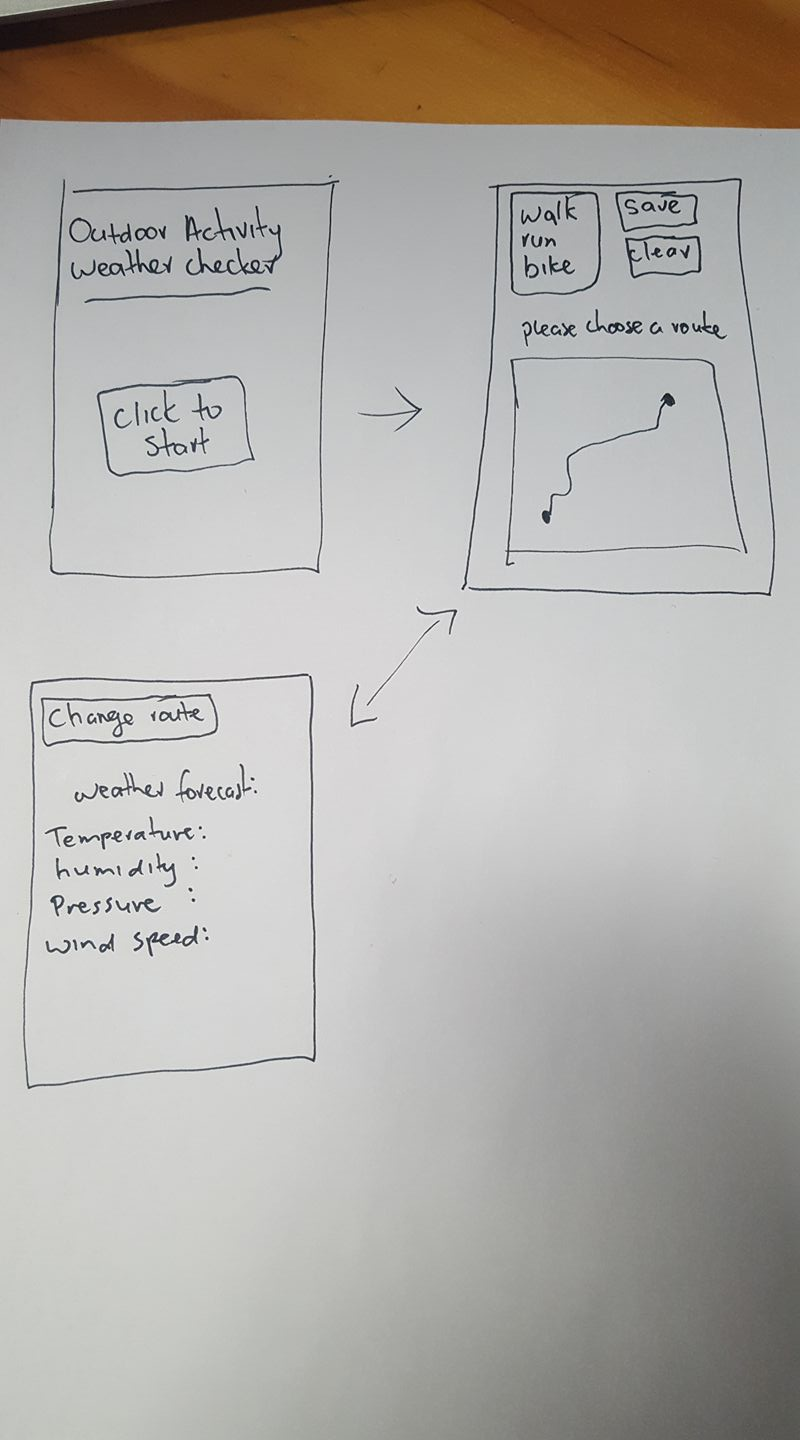 Outdoor Activity
Weather checker
Click to
Start
walk
run
bike
save
clear
please choose a route
Change route
weather forecast:
Temperature:
humidity :
Pressure :
wind speed: